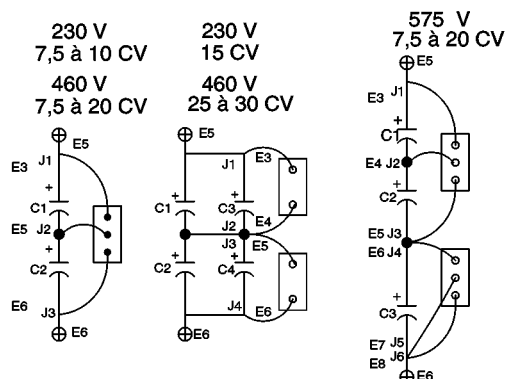 230 V
7,5 à 10 CV
460 V
7,5 à 20 CV
E5
E3
J1
+
C1
E5
J2
+
C2
E6
J3
E6
230 V
15 CV
460 V
25 à 30 CV
E5
J1
E3
+
+
C1
C3
J2
E4
J3
E5
+
+
C2
C4
J4
E6
E6
575 V
7,5 à 20 CV
E5
E3
J1
+
C1
E4
J2
+
C2
E5
J3
E6
J4
+
C3
E7
J5
E8
J6
E6